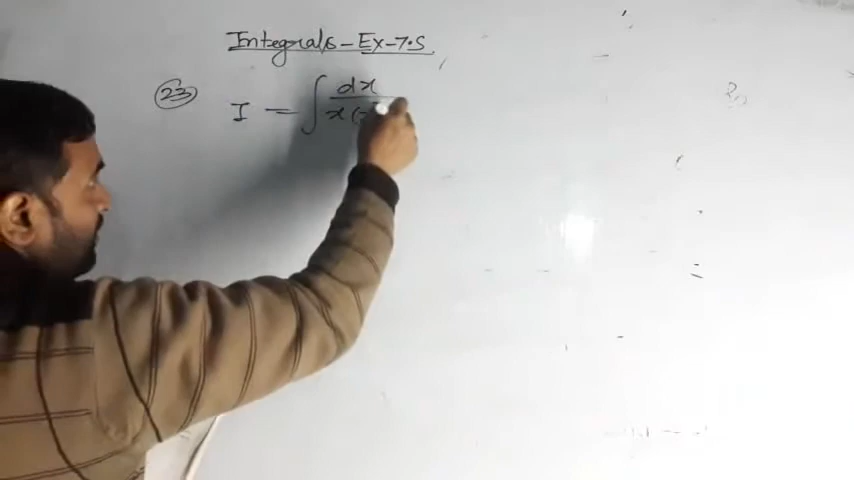 Integrals - Ex - 7.5
23
I = ∫ dx
x (